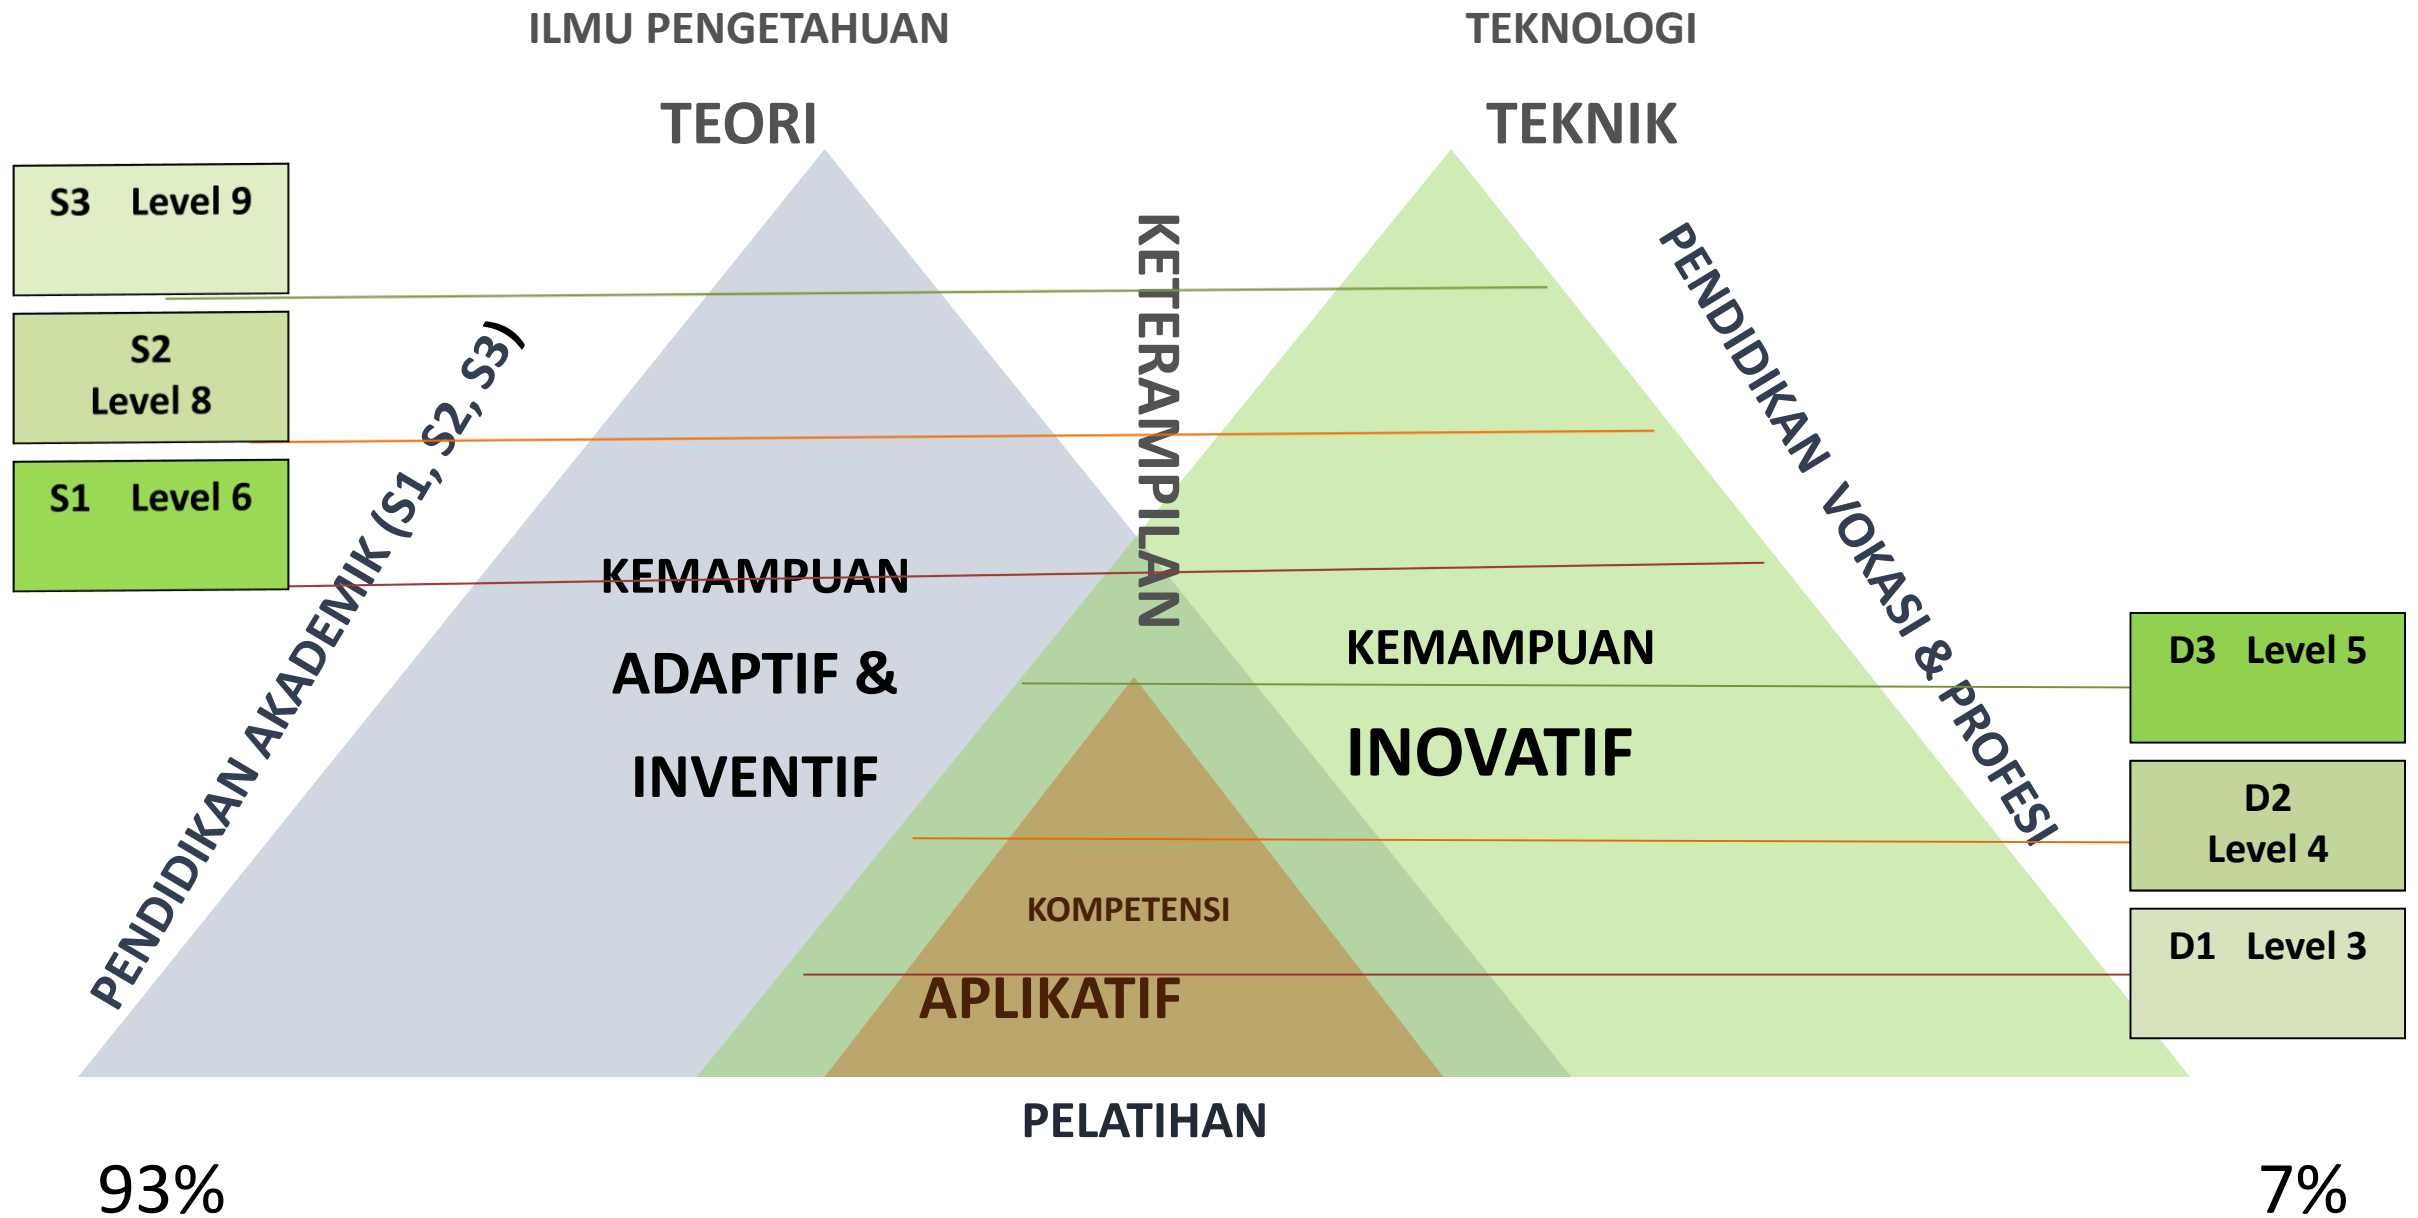 ILMU PENGETAHUAN
TEKNOLOGI
TEORI
TEKNIK
S3 Level 9
S2
Level 8
S1 Level 6
PENDIDIKAN AKADEMIK (S1, S2, S3)
KETERAMPILAN
PENDIDIKAN VOKASI & PROFESI
KEMAMPUAN
ADAPTIF &
INVENTIF
KEMAMPUAN
INOVATIF
D3 Level 5
D2
Level 4
D1 Level 3
KOMPETENSI
APLIKATIF
PELATIHAN
93%
7%